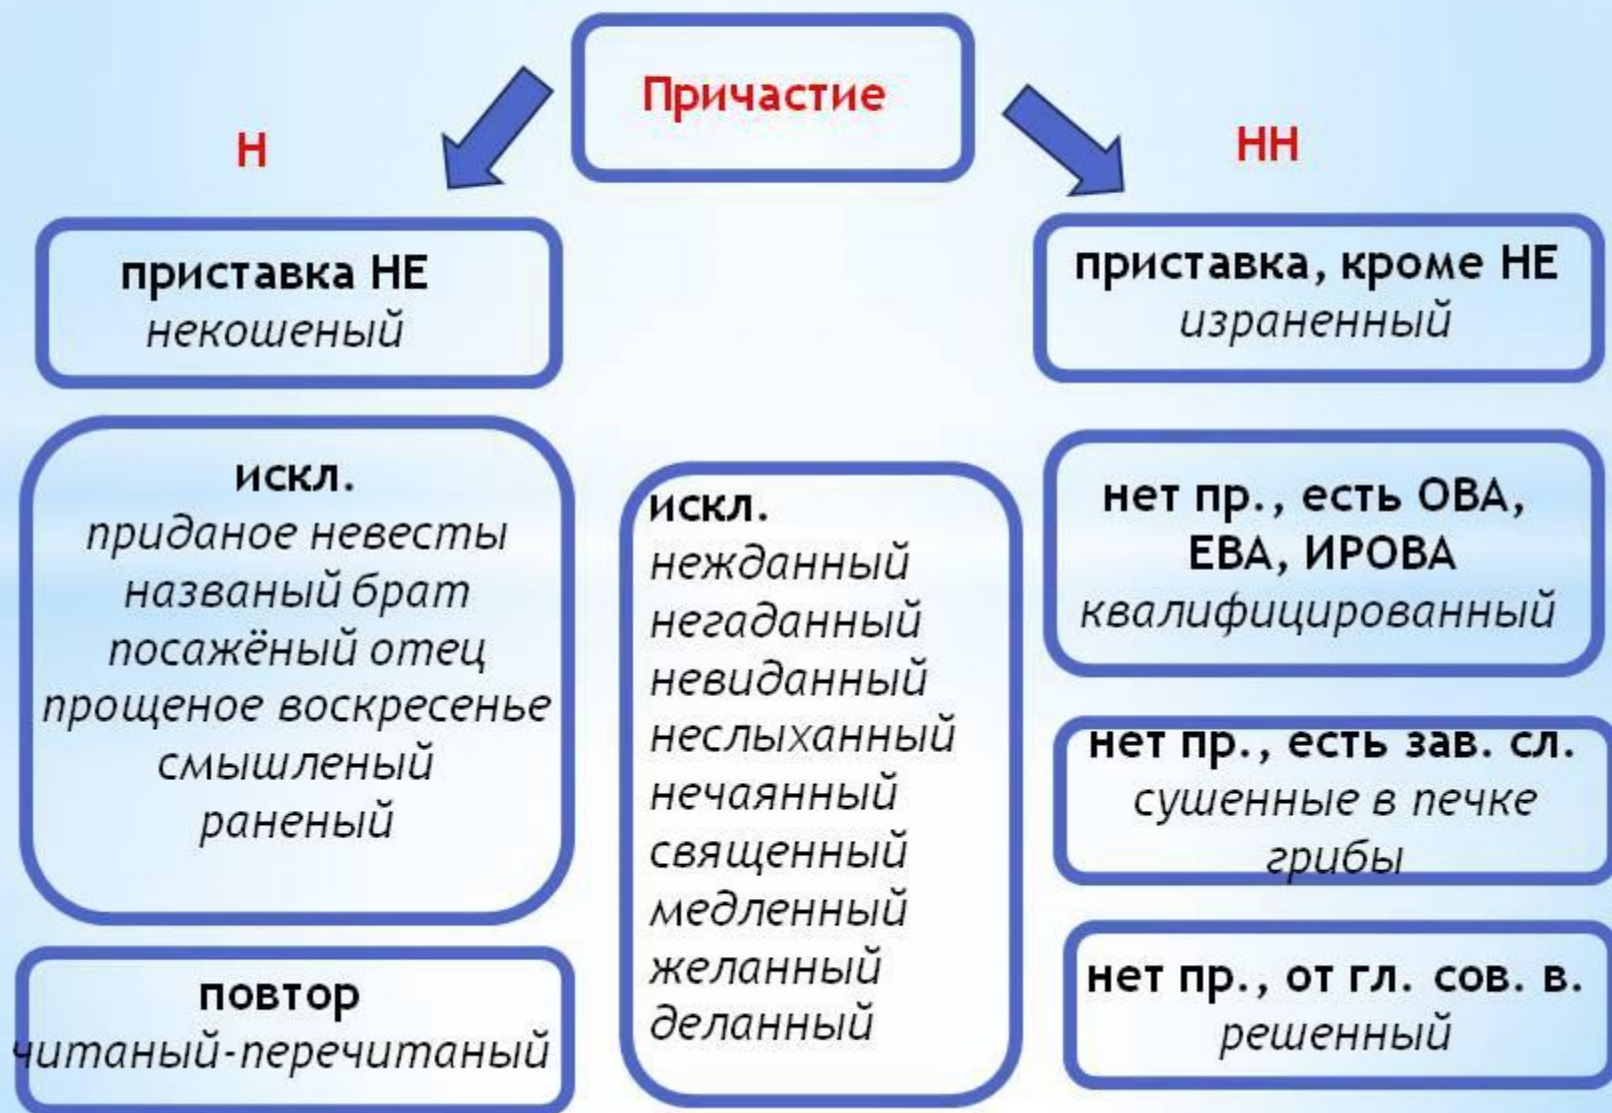 Причастие
Н
НН
приставка НЕ
некошеный
искл.
приданое невесты
названый брат
посажёный отец
прощеное воскресенье
смышленый
раненый
повтор
читаный-перечитаный
искл.
нежданный
негаданный
невиданный
неслыханный
нечаянный
священный
медленный
желанный
деланный
приставка, кроме НЕ
израненный
нет пр., есть ОВА,
ЕВА, ИРОВА
квалифицированный
нет пр., есть зав. сл.
сушенные в печке
грибы
нет пр., от гл. сов. в.
решенный